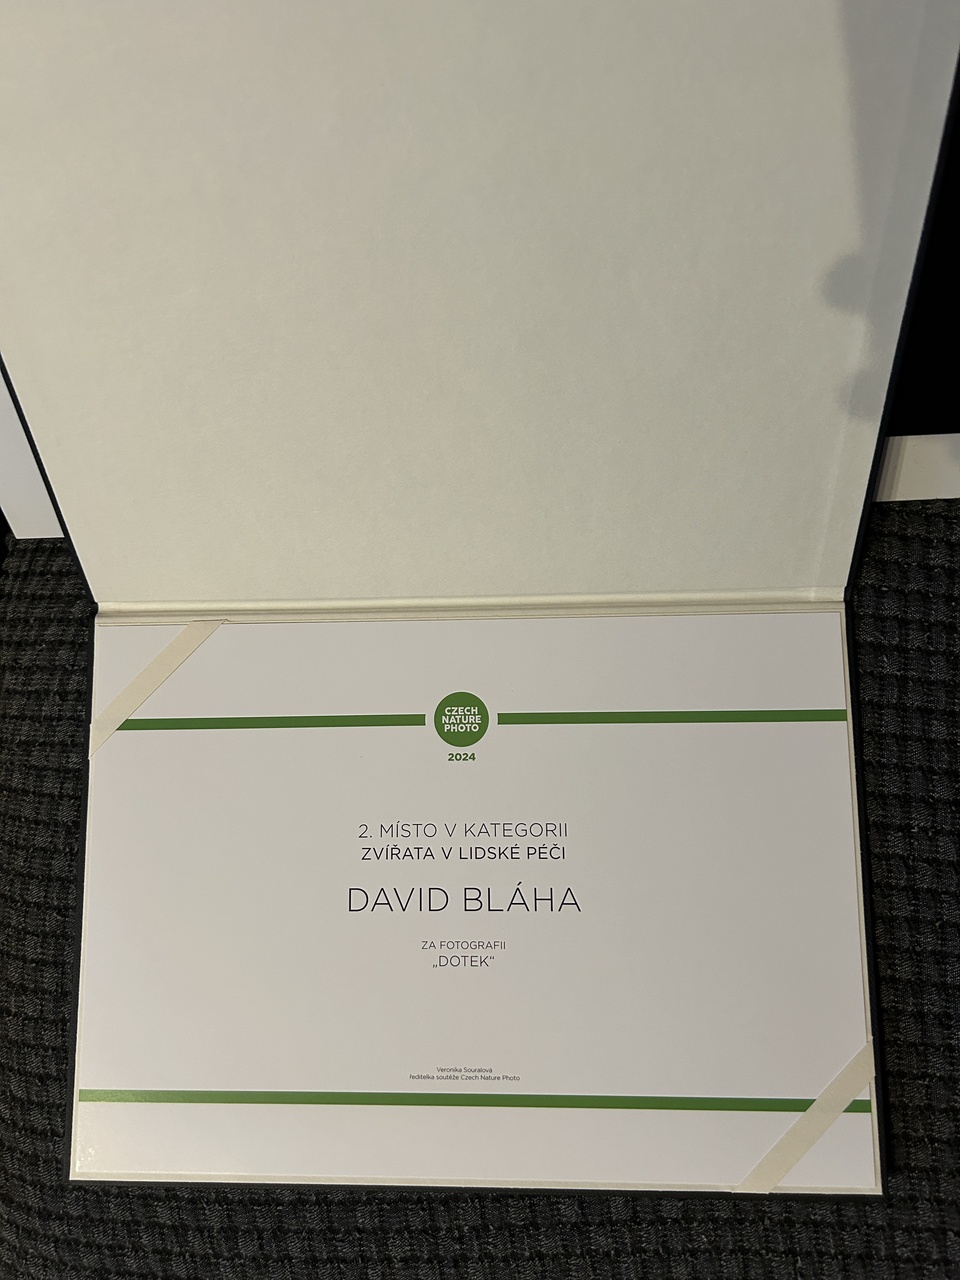 CZECH
NATURE
PHOTO
2024
2. MÍSTO V KATEGORII
ZVÍŘATA V LIDSKÉ PÉČI
DAVID BLÁHA
ZA FOTOGRAFII
„DOTEK“
Veronika Souralová
ředitelka soutěže Czech Nature Photo